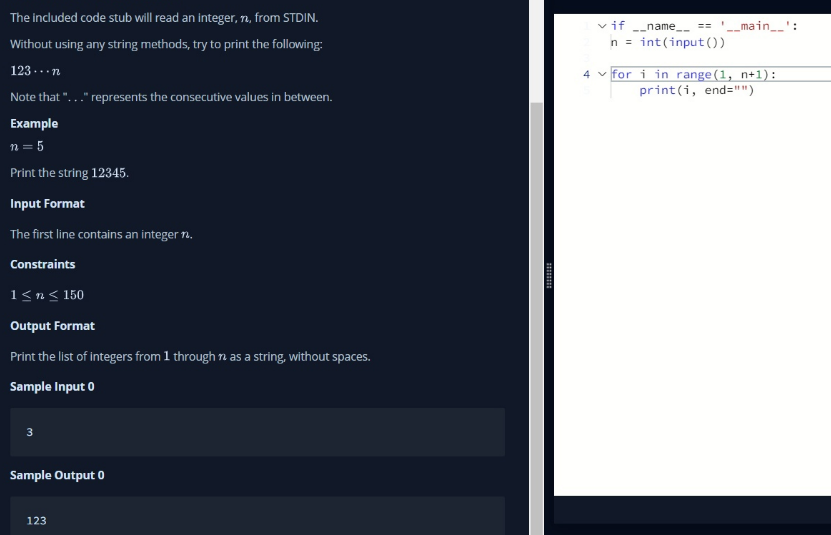 The included code stub will read an integer, n, from STDIN.
Without using any string methods, try to print the following:
123 ⋯ n
Note that "..." represents the consecutive values in between.
Example
n = 5
Print the string 12345.
Input Format
The first line contains an integer n.
Constraints
1 ≤ n ≤ 150
Output Format
Print the list of integers from 1 through n as a string, without spaces.
Sample Input 0
3
Sample Output 0
123
if __name__ == '__main__':
n = int(input())
4 for i in range(1, n+1):
print(i, end="")